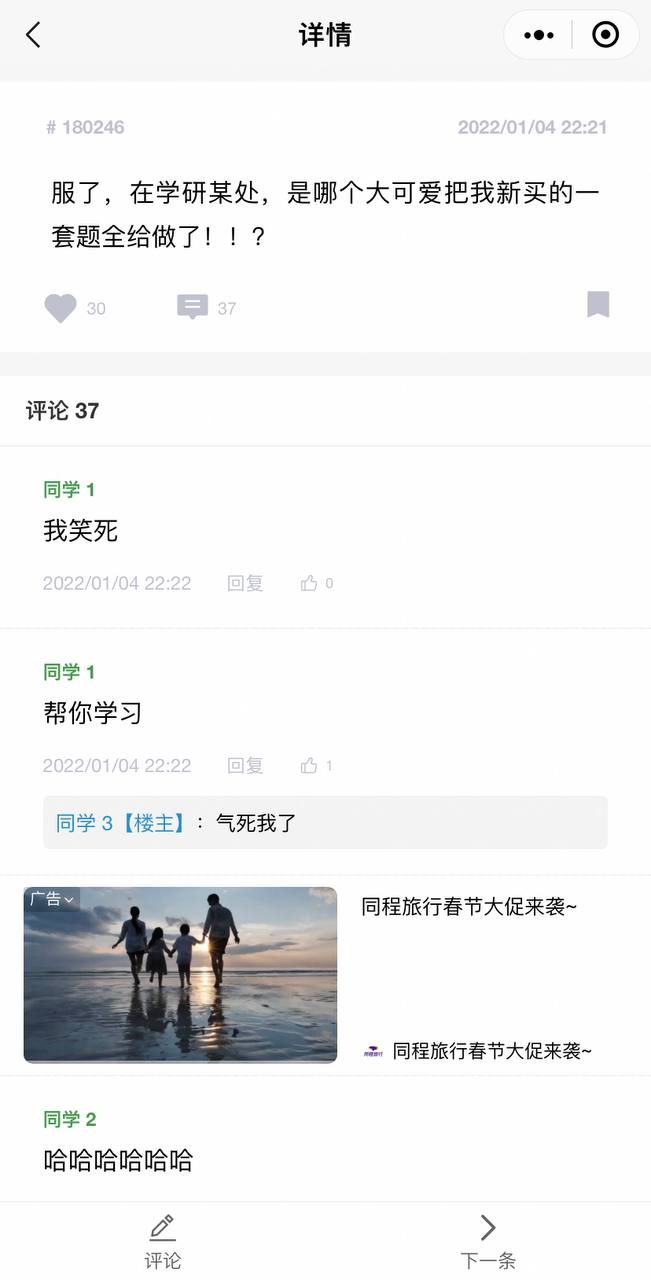 详情
# 180246
2022/01/04 22:21
服了，在学研某处，是哪个大可爱把我新买的一
套题全给做了！！？
30
37
评论 37
同学 1
我笑死
2022/01/04 22:22 回复 0
同学 1
帮你学习
2022/01/04 22:22 回复 1
同学 3【楼主】：气死我了
广告
同程旅行春节大促来袭~
同程旅行
同程旅行春节大促来袭~
同学 2
哈哈哈哈哈哈
评论
下一条